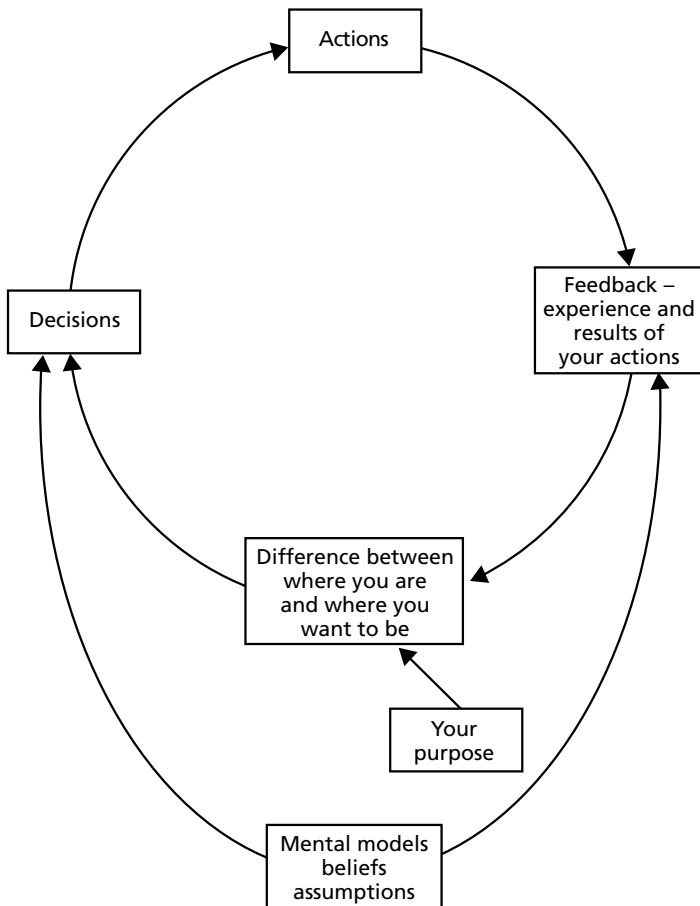 Actions
Feedback –
experience and
results of
your actions
Decisions
Difference between
where you are
and where you
want to be
Your
purpose
Mental models
beliefs
assumptions